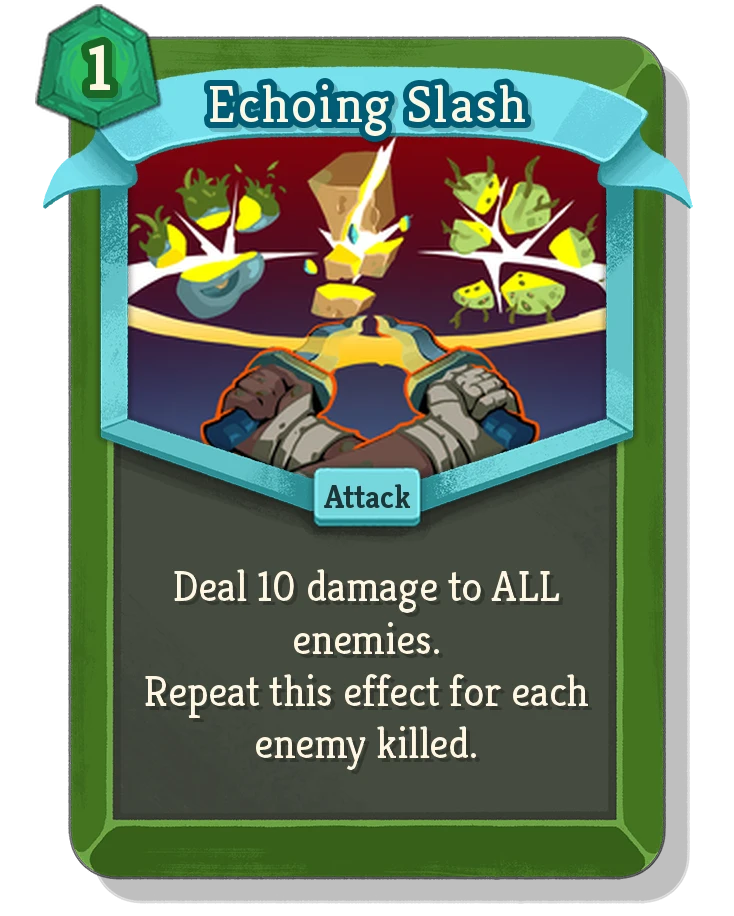 1
Echoing Slash
Attack
Deal 10 damage to ALL
enemies.
Repeat this effect for each
enemy killed.